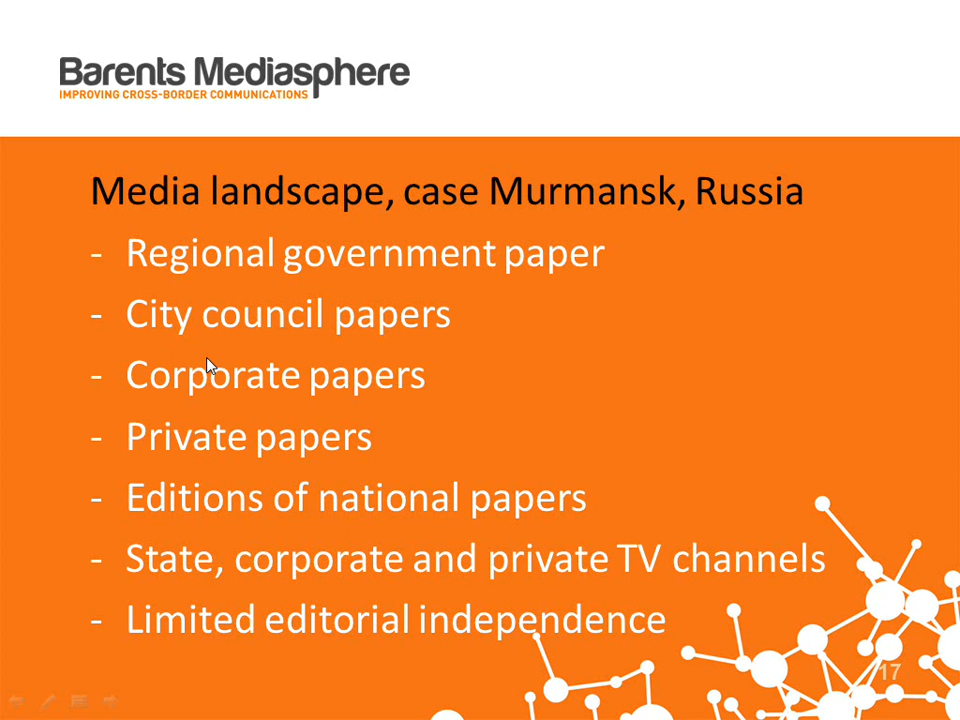 Barents Mediasphere
IMPROVING CROSS-BORDER COMMUNICATIONS
Media landscape, case Murmansk, Russia
- Regional government paper
- City council papers
- Corporate papers
- Private papers
- Editions of national papers
- State, corporate and private TV channels
- Limited editorial independence
17